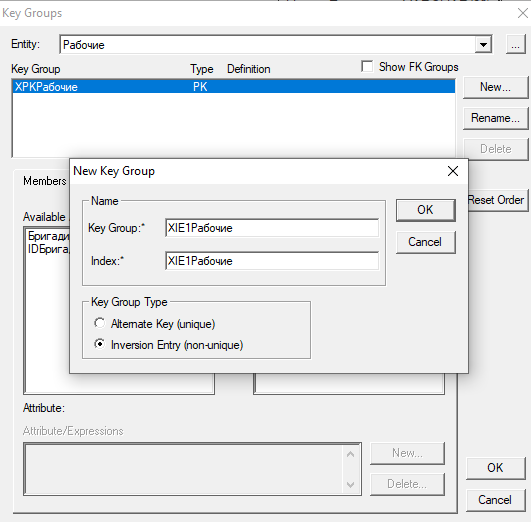 Key Groups
Entity: Рабочие ...
Key Group Type Definition Show FK Groups
XPKРабочие PK
New...
Rename...
Delete
New Key Group
Members
Reset Order
Name
Key Group:* XIE1Рабочие
OK
Available
Бригади
IDБригад
Index:* XIE1Рабочие
Cancel
Key Group Type
Alternate Key (unique)
Inversion Entry (non-unique)
Attribute:
Attribute/Expressions
New...
Delete...
OK
Cancel